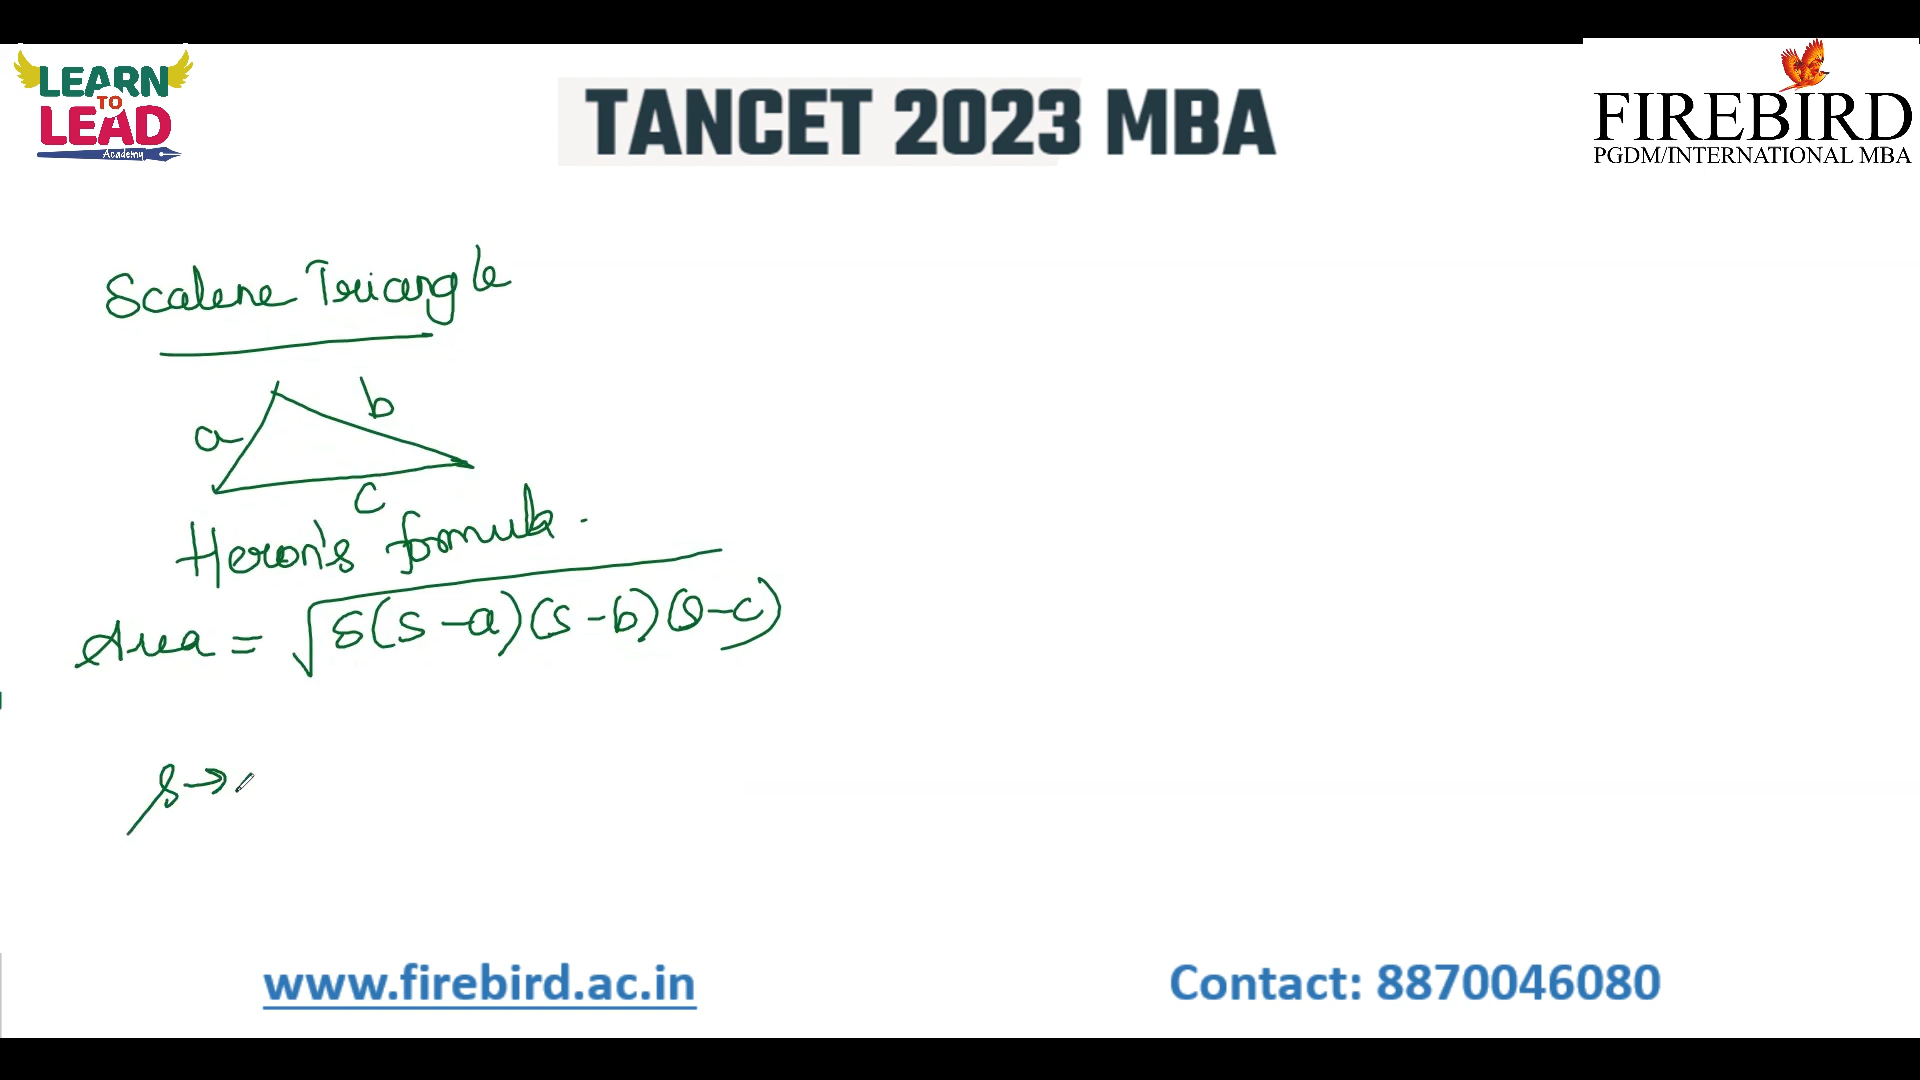 LEARN
TO
LEAD
Academy
TANCET 2023 MBA
FIREBIRD
PGDM/INTERNATIONAL MBA
Scalene Triangle
a
b
c
Heron's formula.
Area = √s(s-a)(s-b)(s-c)
s→
www.firebird.ac.in
Contact: 8870046080